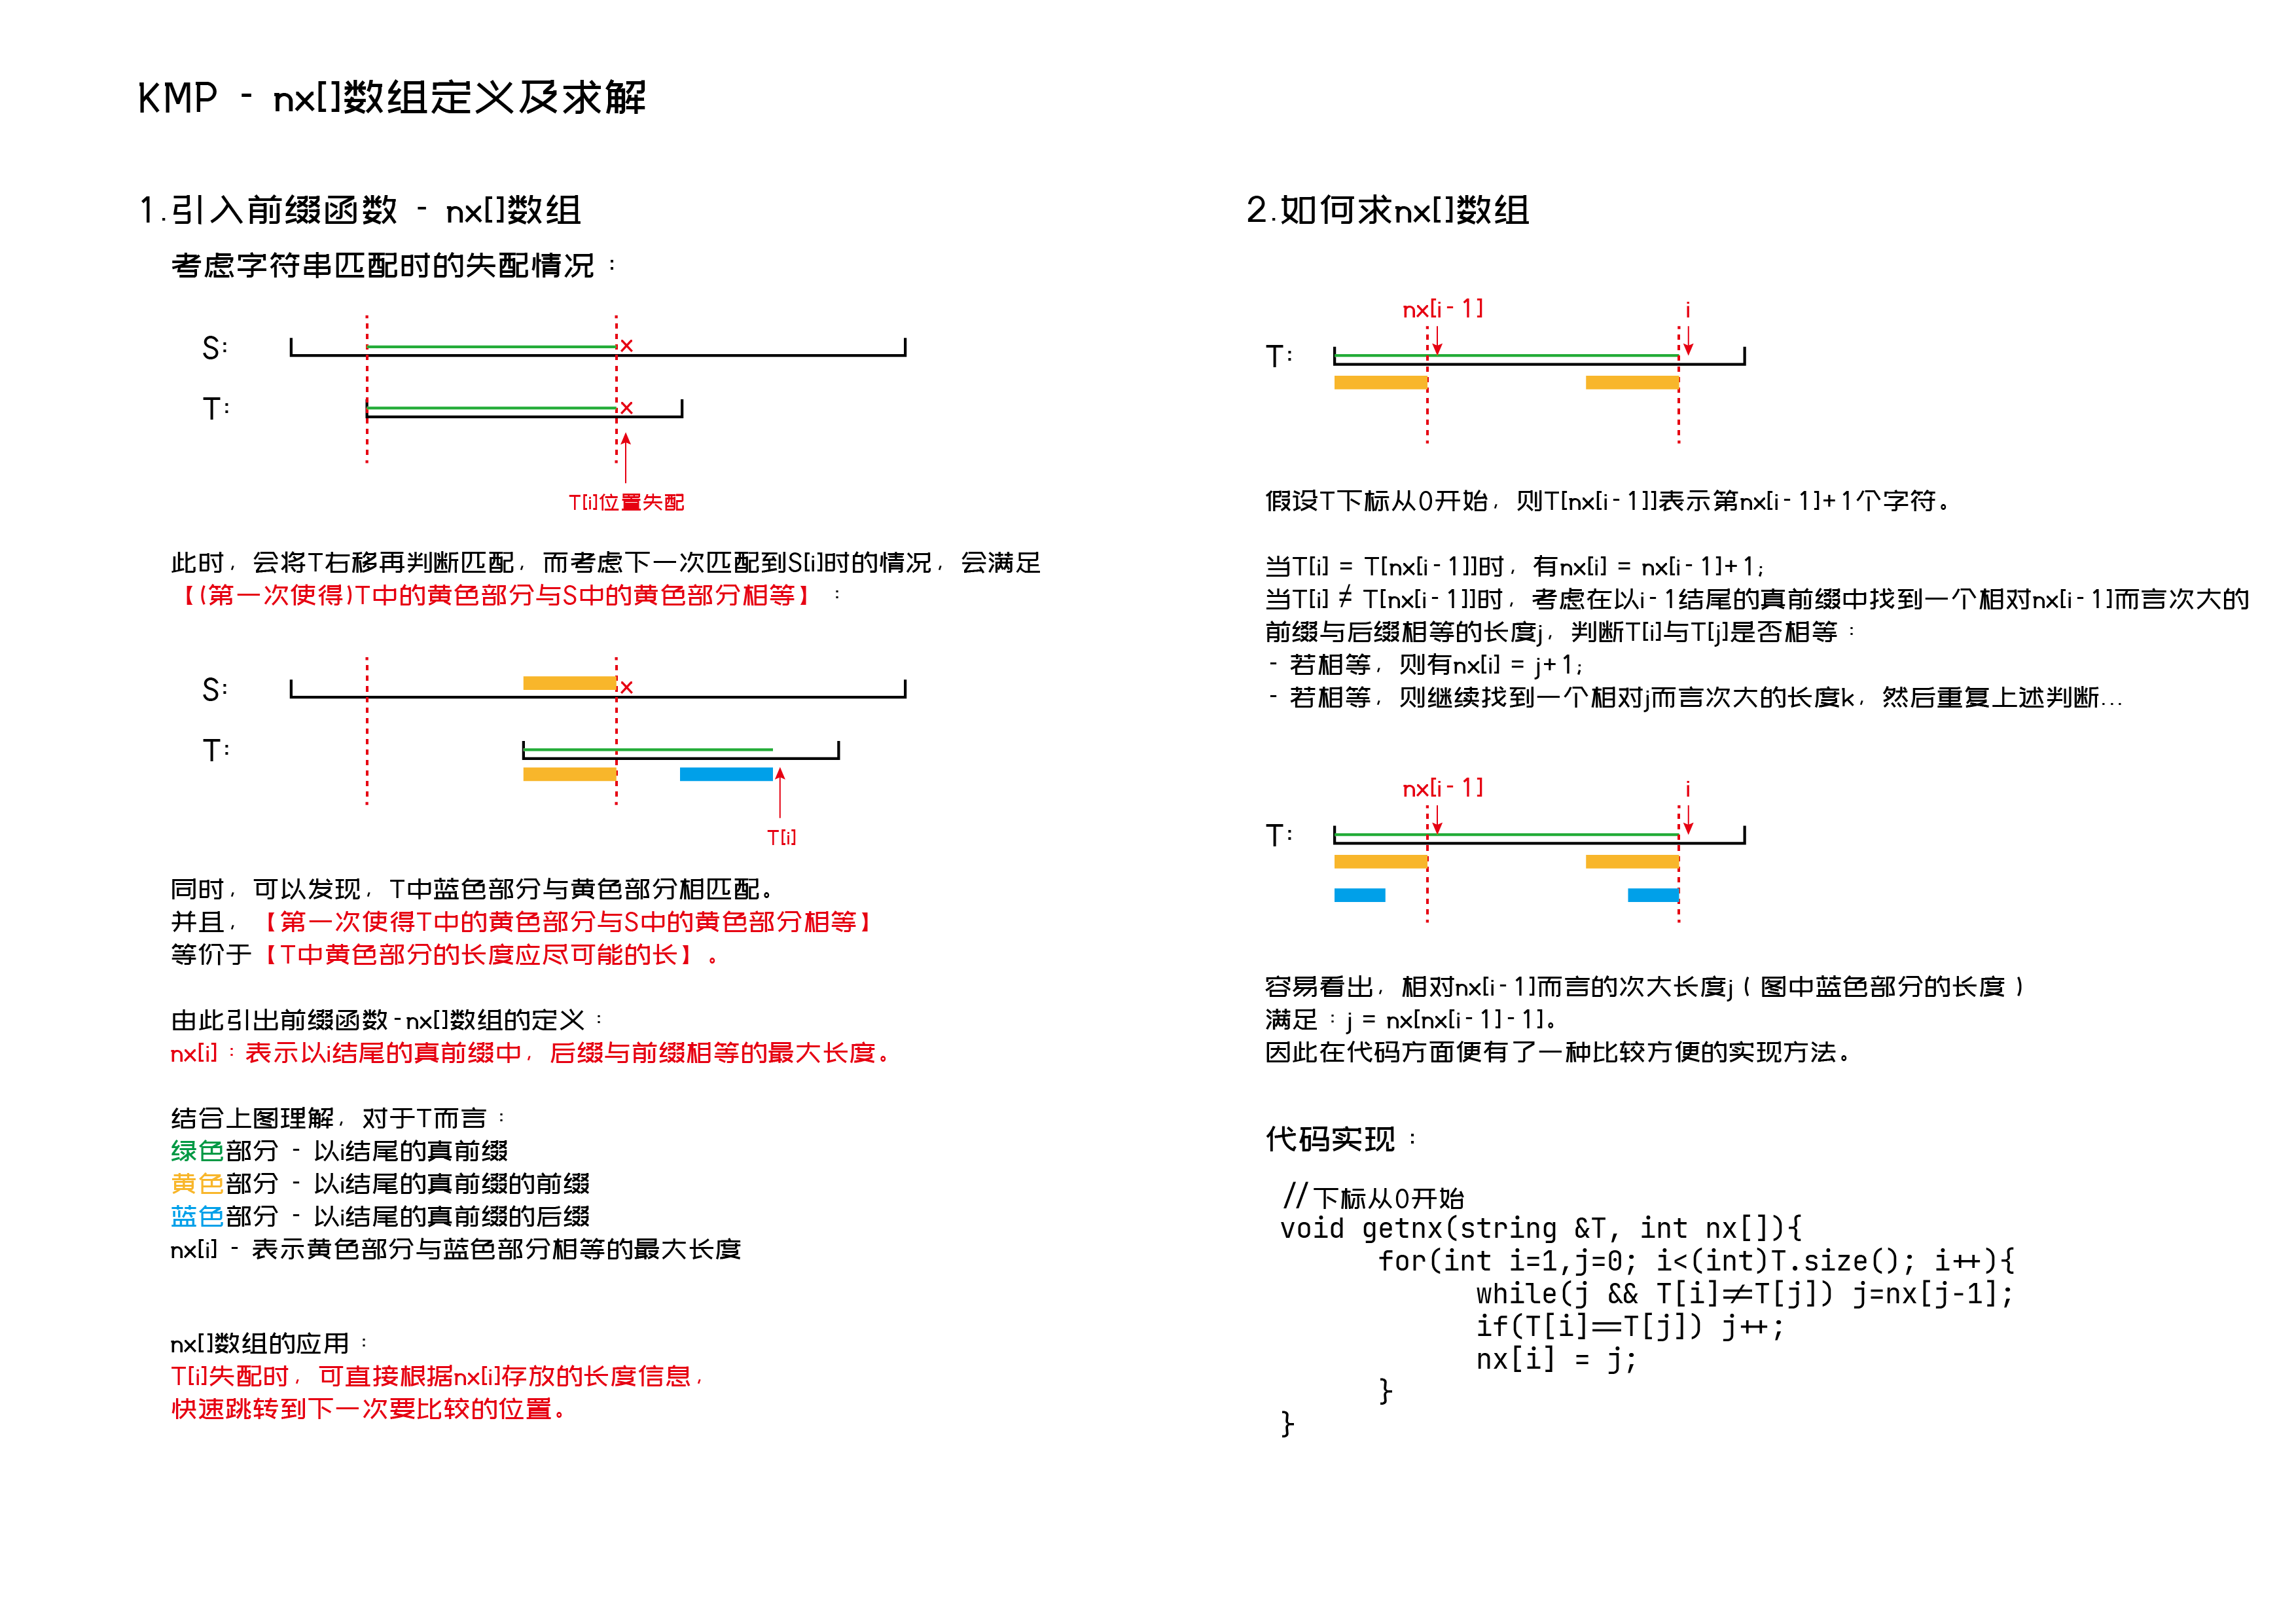 KMP - nx[]数组定义及求解
1.引入前缀函数 - nx[]数组
考虑字符串匹配时的失配情况：
S:
T:
T[i]位置失配
此时，会将T右移再判断匹配，而考虑下一次匹配到S[i]时的情况，会满足
【(第一次使得)T中的黄色部分与S中的黄色部分相等】：
S:
T:
T[i]
同时，可以发现，T中蓝色部分与黄色部分相匹配。
并且，【第一次使得T中的黄色部分与S中的黄色部分相等】
等价于【T中黄色部分的长度应尽可能的长】。
由此引出前缀函数-nx[]数组的定义：
nx[i]：表示以i结尾的真前缀中，后缀与前缀相等的最大长度。
结合上图理解，对于T而言：
绿色部分 - 以i结尾的真前缀
黄色部分 - 以i结尾的真前缀的前缀
蓝色部分 - 以i结尾的真前缀的后缀
nx[i] - 表示黄色部分与蓝色部分相等的最大长度
nx[]数组的应用：
T[i]失配时，可直接根据nx[i]存放的长度信息，
快速跳转到下一次要比较的位置。
2.如何求nx[]数组
nx[i-1]
i
T:
假设T下标从0开始，则T[nx[i-1]]表示第nx[i-1]+1个字符。
当T[i] = T[nx[i-1]]时，有nx[i] = nx[i-1]+1;
当T[i] ≠ T[nx[i-1]]时，考虑在以i-1结尾的真前缀中找到一个相对nx[i-1]而言次大的
前缀与后缀相等的长度j，判断T[i]与T[j]是否相等：
- 若相等，则有nx[i] = j+1;
- 若相等，则继续找到一个相对j而言次大的长度k，然后重复上述判断...
nx[i-1]
i
T:
容易看出，相对nx[i-1]而言的次大长度j（图中蓝色部分的长度）
满足：j = nx[nx[i-1]-1]。
因此在代码方面便有了一种比较方便的实现方法。
代码实现：
//下标从0开始
void getnx(string &T, int nx[]){
for(int i=1,j=0; i<(int)T.size(); i++){
while(j && T[i]!=T[j]) j=nx[j-1];
if(T[i]==T[j]) j++;
nx[i] = j;
}
}